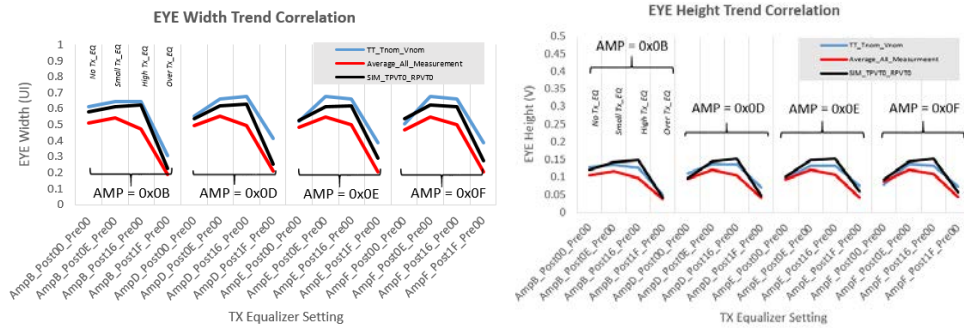 EYE Width Trend Correlation
EYE Width (UI)
1
0.9
0.8
0.7
0.6
0.5
0.4
0.3
0.2
0.1
0
No Tx_EQ
Small Tx_EQ
High Tx_EQ
Over Tx_EQ
TT_Tnom_Vnom
Average_All_Measurement
SIM_TPVT0_RPVT0
AMP = 0x0B
AMP = 0x0D
AMP = 0x0E
AMP = 0x0F
AmpB_Post00_Pre00
AmpB_Post0E_Pre00
AmpB_Post16_Pre00
AmpB_Post1F_Pre00
AmpD_Post00_Pre00
AmpD_Post0E_Pre00
AmpD_Post16_Pre00
AmpD_Post1F_Pre00
AmpE_Post00_Pre00
AmpE_Post0E_Pre00
AmpE_Post16_Pre00
AmpE_Post1F_Pre00
AmpF_Post00_Pre00
AmpF_Post0E_Pre00
AmpF_Post16_Pre00
AmpF_Post1F_Pre00
TX Equalizer Setting
EYE Height Trend Correlation
EYE Height (V)
0.5
0.45
0.4
0.35
0.3
0.25
0.2
0.15
0.1
0.05
0
AMP = 0x0B
No Tx_EQ
Small Tx_EQ
High Tx_EQ
Over Tx_EQ
TT_Tnom_Vnom
Average_All_Measurmeent
SIM_TPVT0_RPVT0
AMP = 0x0D
AMP = 0x0E
AMP = 0x0F
AmpB_Post00_Pre00
AmpB_Post0E_Pre00
AmpB_Post16_Pre00
AmpB_Post1F_Pre00
AmpD_Post00_Pre00
AmpD_Post0E_Pre00
AmpD_Post16_Pre00
AmpD_Post1F_Pre00
AmpE_Post00_Pre00
AmpE_Post0E_Pre00
AmpE_Post16_Pre00
AmpE_Post1F_Pre00
AmpF_Post00_Pre00
AmpF_Post0E_Pre00
AmpF_Post16_Pre00
AmpF_Post1F_Pre00
TX Equalizer Setting